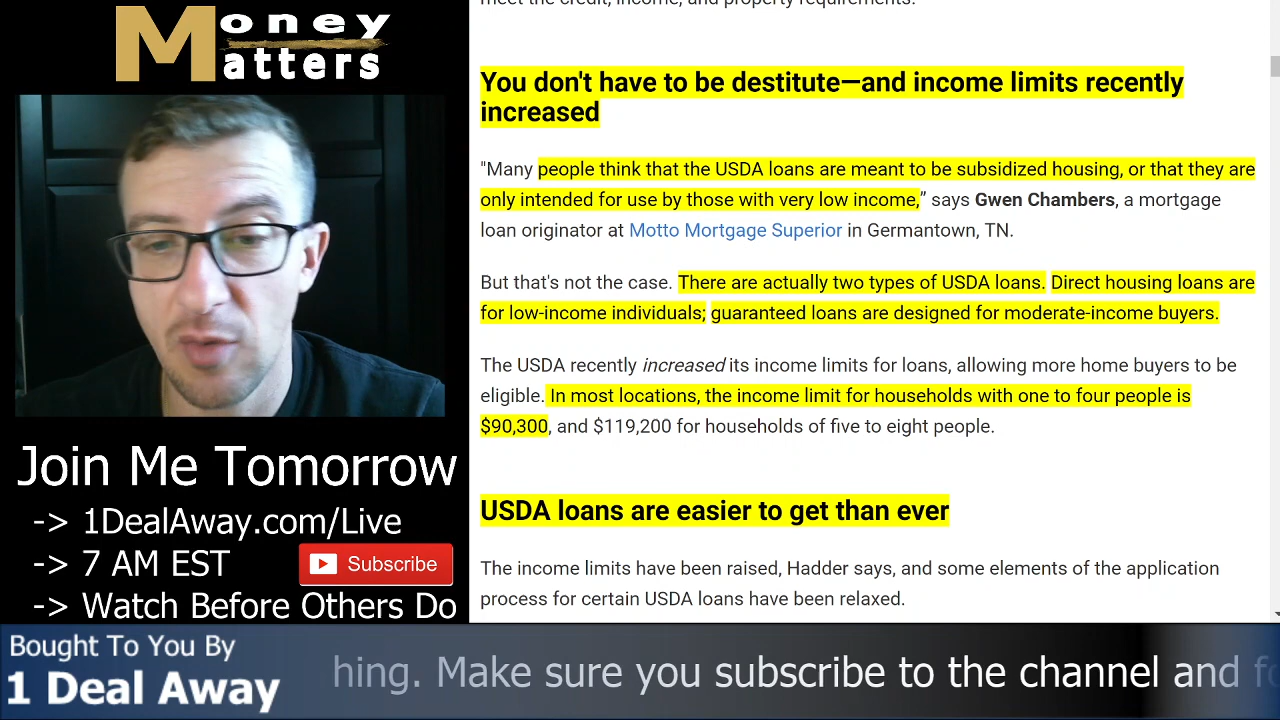 Money
Matters
Join Me Tomorrow
-> 1DealAway.com/Live
-> 7 AM EST
Subscribe
-> Watch Before Others Do
meet the credit, income, and property requirements.
You don't have to be destitute—and income limits recently
increased
"Many people think that the USDA loans are meant to be subsidized housing, or that they are
only intended for use by those with very low income,” says Gwen Chambers, a mortgage
loan originator at Motto Mortgage Superior in Germantown, TN.
But that's not the case. There are actually two types of USDA loans. Direct housing loans are
for low-income individuals; guaranteed loans are designed for moderate-income buyers.
The USDA recently increased its income limits for loans, allowing more home buyers to be
eligible. In most locations, the income limit for households with one to four people is
$90,300, and $119,200 for households of five to eight people.
USDA loans are easier to get than ever
The income limits have been raised, Hadder says, and some elements of the application
process for certain USDA loans have been relaxed.
Bought To You By
1 Deal Away
hing. Make sure you subscribe to the channel and fo